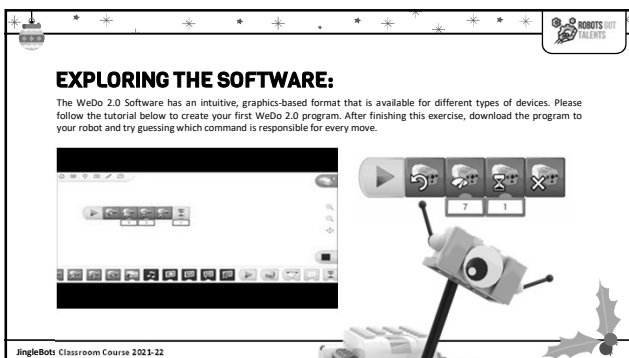 ROBOTS GOT
TALENTS
EXPLORING THE SOFTWARE:
The WeDo 2.0 Software has an intuitive, graphics-based format that is available for different types of devices. Please
follow the tutorial below to create your first WeDo 2.0 program. After finishing this exercise, download the program to
your robot and try guessing which command is responsible for every move.
7 1
JingleBots Classroom Course 2021-22